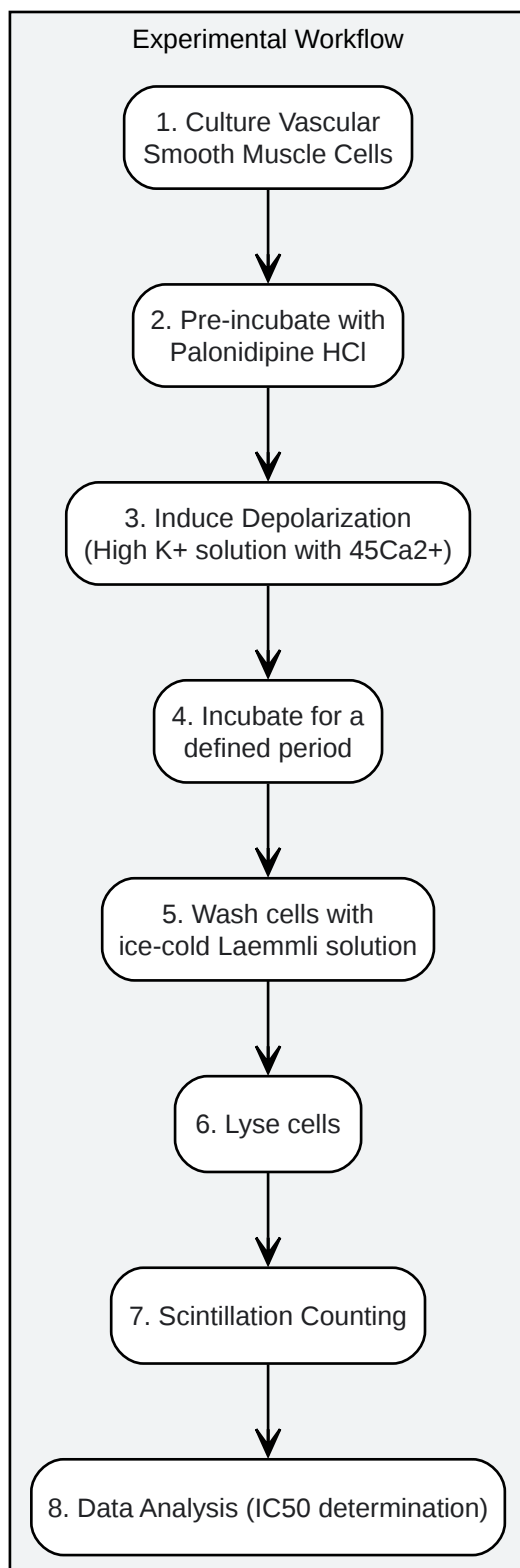 Experimental Workflow
1. Culture Vascular
Smooth Muscle Cells
2. Pre-incubate with
Palonidipine HCl
3. Induce Depolarization
(High K+ solution with 45Ca2+)
4. Incubate for a
defined period
5. Wash cells with
ice-cold Laemmli solution
6. Lyse cells
7. Scintillation Counting
8. Data Analysis (IC50 determination)